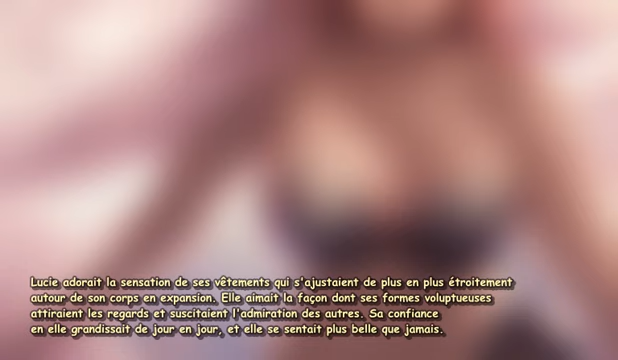 Lucie adorait la sensation de ses vêtements qui s'ajustaient de plus en plus étroitement
autour de son corps en expansion. Elle aimait la façon dont ses formes voluptueuses
attiraient les regards et suscitaient l'admiration des autres. Sa confiance
en elle grandissait de jour en jour, et elle se sentait plus belle que jamais.